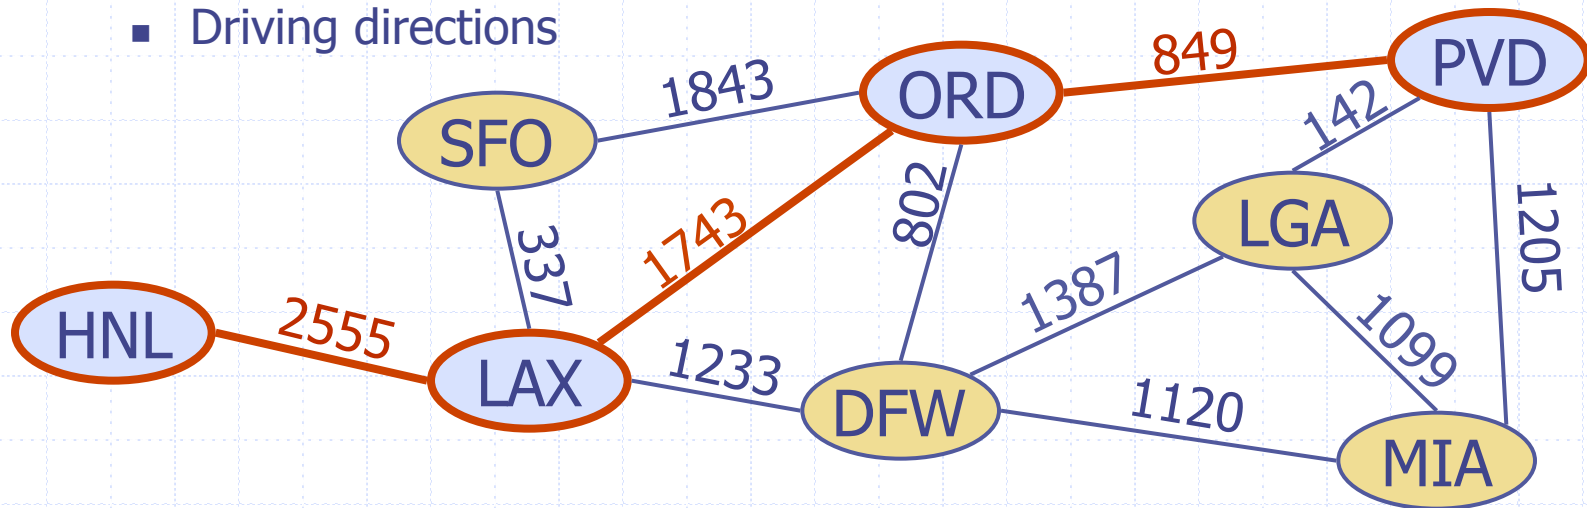 ▪ Driving directions
849
PVD
1843
ORD
142
SFO
802
LGA
1205
337
1743
1387
HNL
2555
1099
LAX
1233
DFW
1120
MIA